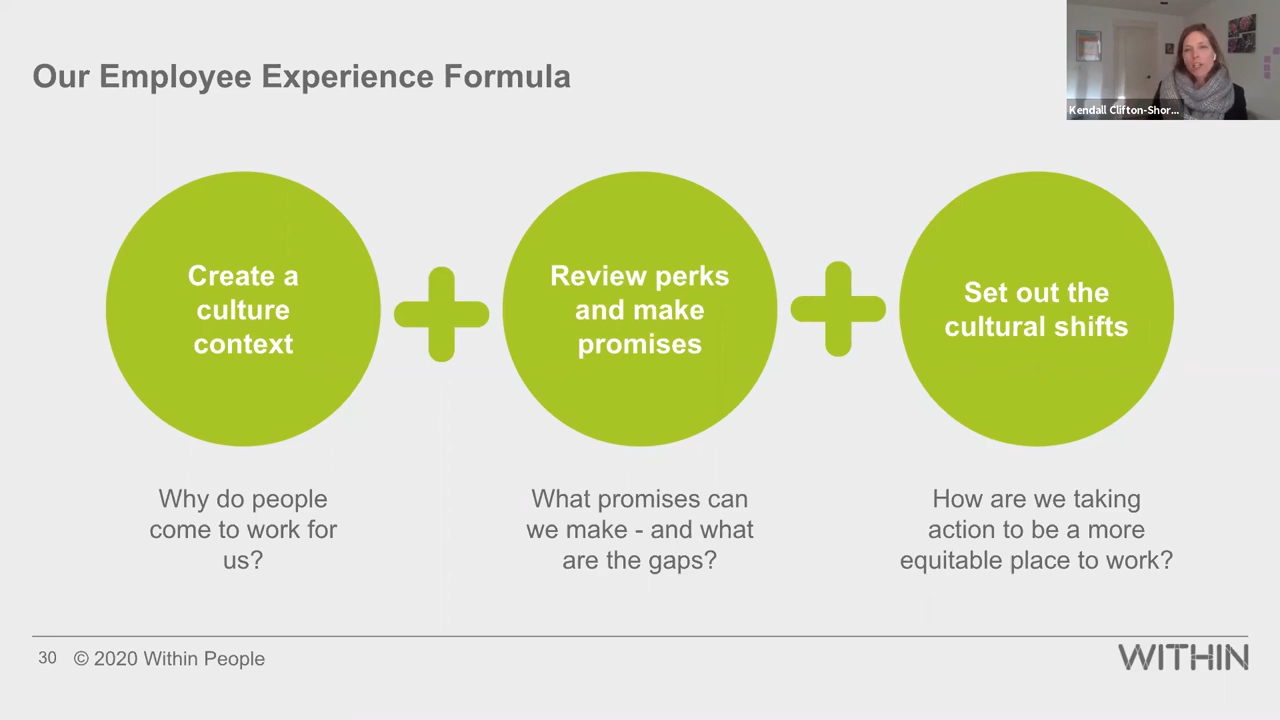 Our Employee Experience Formula
Kendall Clifton-Shor...
Create a
culture
context
Review perks
and make
promises
Set out the
cultural shifts
Why do people
come to work for
us?
What promises can
we make - and what
are the gaps?
How are we taking
action to be a more
equitable place to work?
30 © 2020 Within People
WITHIN